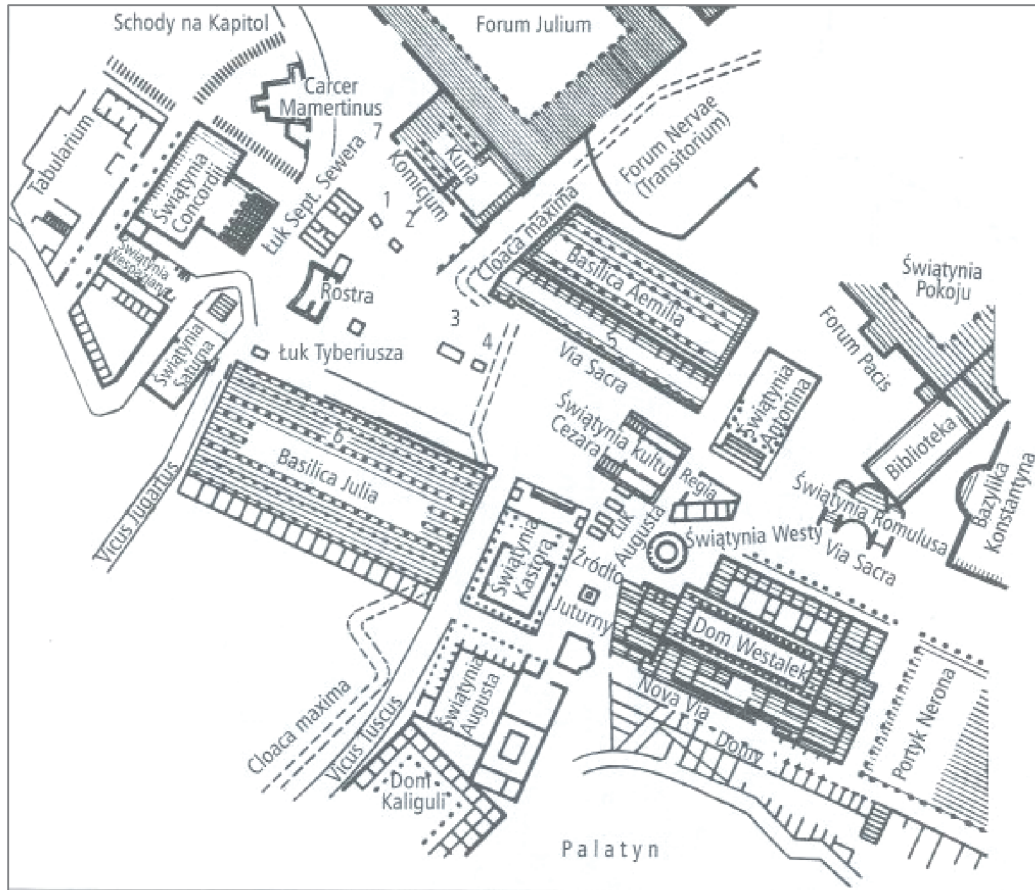 Schody na Kapitol
Forum Julium
Carcer
Mamertinus
7
Tabularium
Świątynia
Concordii
Łuk Sept. Sewera
Kuria
Komicjum
Forum Nervae
(Transitorium)
1
2
Cloaca maxima
Świątynia
Wespazjana
Rostra
Basilica Aemilia
Świątynia
Pokoju
3
4
5
Łuk Tyberiusza
Świątynia
Saturna
Via Sacra
Forum Pacis
Świątynia kultu
Cezara
Świątynia
Antonina
6
Basilica Julia
Biblioteka
Bazylika
Konstantyna
Regia
Vicus Jugartus
Łuk
Augusta
Świątynia Romulusa
Świątynia Westy
Via Sacra
Świątynia
Kastora
Źródło
Juturny
Dom Westalek
Świątynia
Augusta
Nova Via
Domy
Portyk Nerona
Cloaca maxima
Vicus Tuscus
Dom
Kaliguli
Palatyn